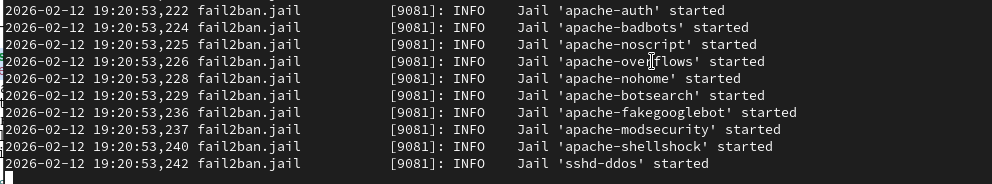 2026-02-12 19:20:53,222 fail2ban.jail           [9081]: INFO    Jail 'apache-auth' started
2026-02-12 19:20:53,224 fail2ban.jail           [9081]: INFO    Jail 'apache-badbots' started
2026-02-12 19:20:53,225 fail2ban.jail           [9081]: INFO    Jail 'apache-noscript' started
2026-02-12 19:20:53,226 fail2ban.jail           [9081]: INFO    Jail 'apache-overflows' started
2026-02-12 19:20:53,228 fail2ban.jail           [9081]: INFO    Jail 'apache-nohome' started
2026-02-12 19:20:53,229 fail2ban.jail           [9081]: INFO    Jail 'apache-botsearch' started
2026-02-12 19:20:53,236 fail2ban.jail           [9081]: INFO    Jail 'apache-fakegooglebot' started
2026-02-12 19:20:53,237 fail2ban.jail           [9081]: INFO    Jail 'apache-modsecurity' started
2026-02-12 19:20:53,240 fail2ban.jail           [9081]: INFO    Jail 'apache-shellshock' started
2026-02-12 19:20:53,242 fail2ban.jail           [9081]: INFO    Jail 'sshd-ddos' started